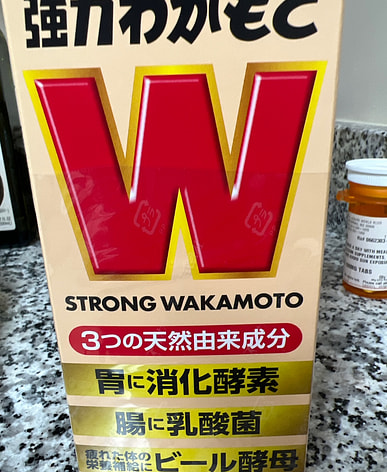 強力わかもと
W
STRONG WAKAMOTO
3つの天然由来成分
胃に消化酵素
腸に乳酸菌
疲れた体の
栄養補給に ビール酵母